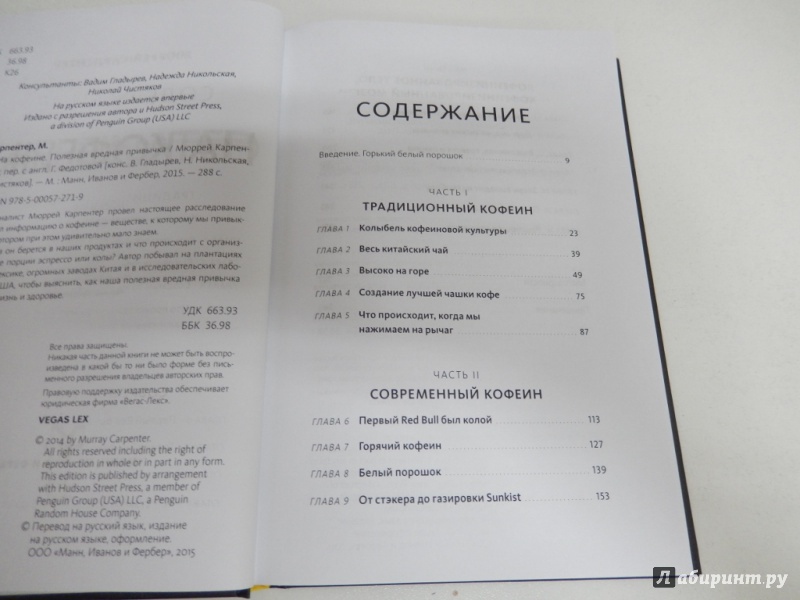 663.93
36.98
К26
Консультанты: Вадим Гладырев, Надежда Никольская,
Николай Чистяков
На русском языке издается впервые
Издано с разрешения автора и Hudson Street Press,
a division of Penguin Group (USA) LLC
рпентер, М.
На кофеине. Полезная вредная привычка / Мюррей Карпен-
; пер. с англ. Г. Федотовой [конс. В. Гладырев, Н. Никольская,
истяков]. — М. : Манн, Иванов и Фербер, 2015. — 288 с.
N 978-5-00057-271-9
налист Мюррей Карпентер провел настоящее расследование
л информацию о кофеине — веществе, к которому мы привык-
тором при этом удивительно мало знаем.
а он берется в наших продуктах и что происходит с организ-
е порции эспрессо или колы? Автор побывал на плантациях
ексике, огромных заводах Китая и в исследовательских лабо-
США, чтобы выяснить, как наша полезная вредная привычка
изнь и здоровье.
УДК 663.93
ББК 36.98
Все права защищены.
Никакая часть данной книги не может быть воспро-
изведена в какой бы то ни было форме без пись-
менного разрешения владельцев авторских прав.
Правовую поддержку издательства обеспечивает
юридическая фирма «Вегас-Лекс».
VEGAS LEX
© 2014 by Murray Carpenter.
All rights reserved including the right of
reproduction in whole or in part in any form.
This edition is published by arrangement
with Hudson Street Press, a member of
Penguin Group (USA) LLC, a Penguin
Random House Company.
© Перевод на русский язык, издание
на русском языке, оформление.
ООО «Манн, Иванов и Фербер», 2015
СОДЕРЖАНИЕ
Введение. Горький белый порошок 9
ЧАСТЬ I
ТРАДИЦИОННЫЙ КОФЕИН
ГЛАВА 1 Колыбель кофеиновой культуры 23
ГЛАВА 2 Весь китайский чай 39
ГЛАВА 3 Высоко на горе 49
ГЛАВА 4 Создание лучшей чашки кофе 75
ГЛАВА 5 Что происходит, когда мы
нажимаем на рычаг 87
ЧАСТЬ II
СОВРЕМЕННЫЙ КОФЕИН
ГЛАВА 6 Первый Red Bull был колой 113
ГЛАВА 7 Горячий кофеин 127
ГЛАВА 8 Белый порошок 139
ГЛАВА 9 От стэкера до газировки Sunkist 153
Лабиринт.ру